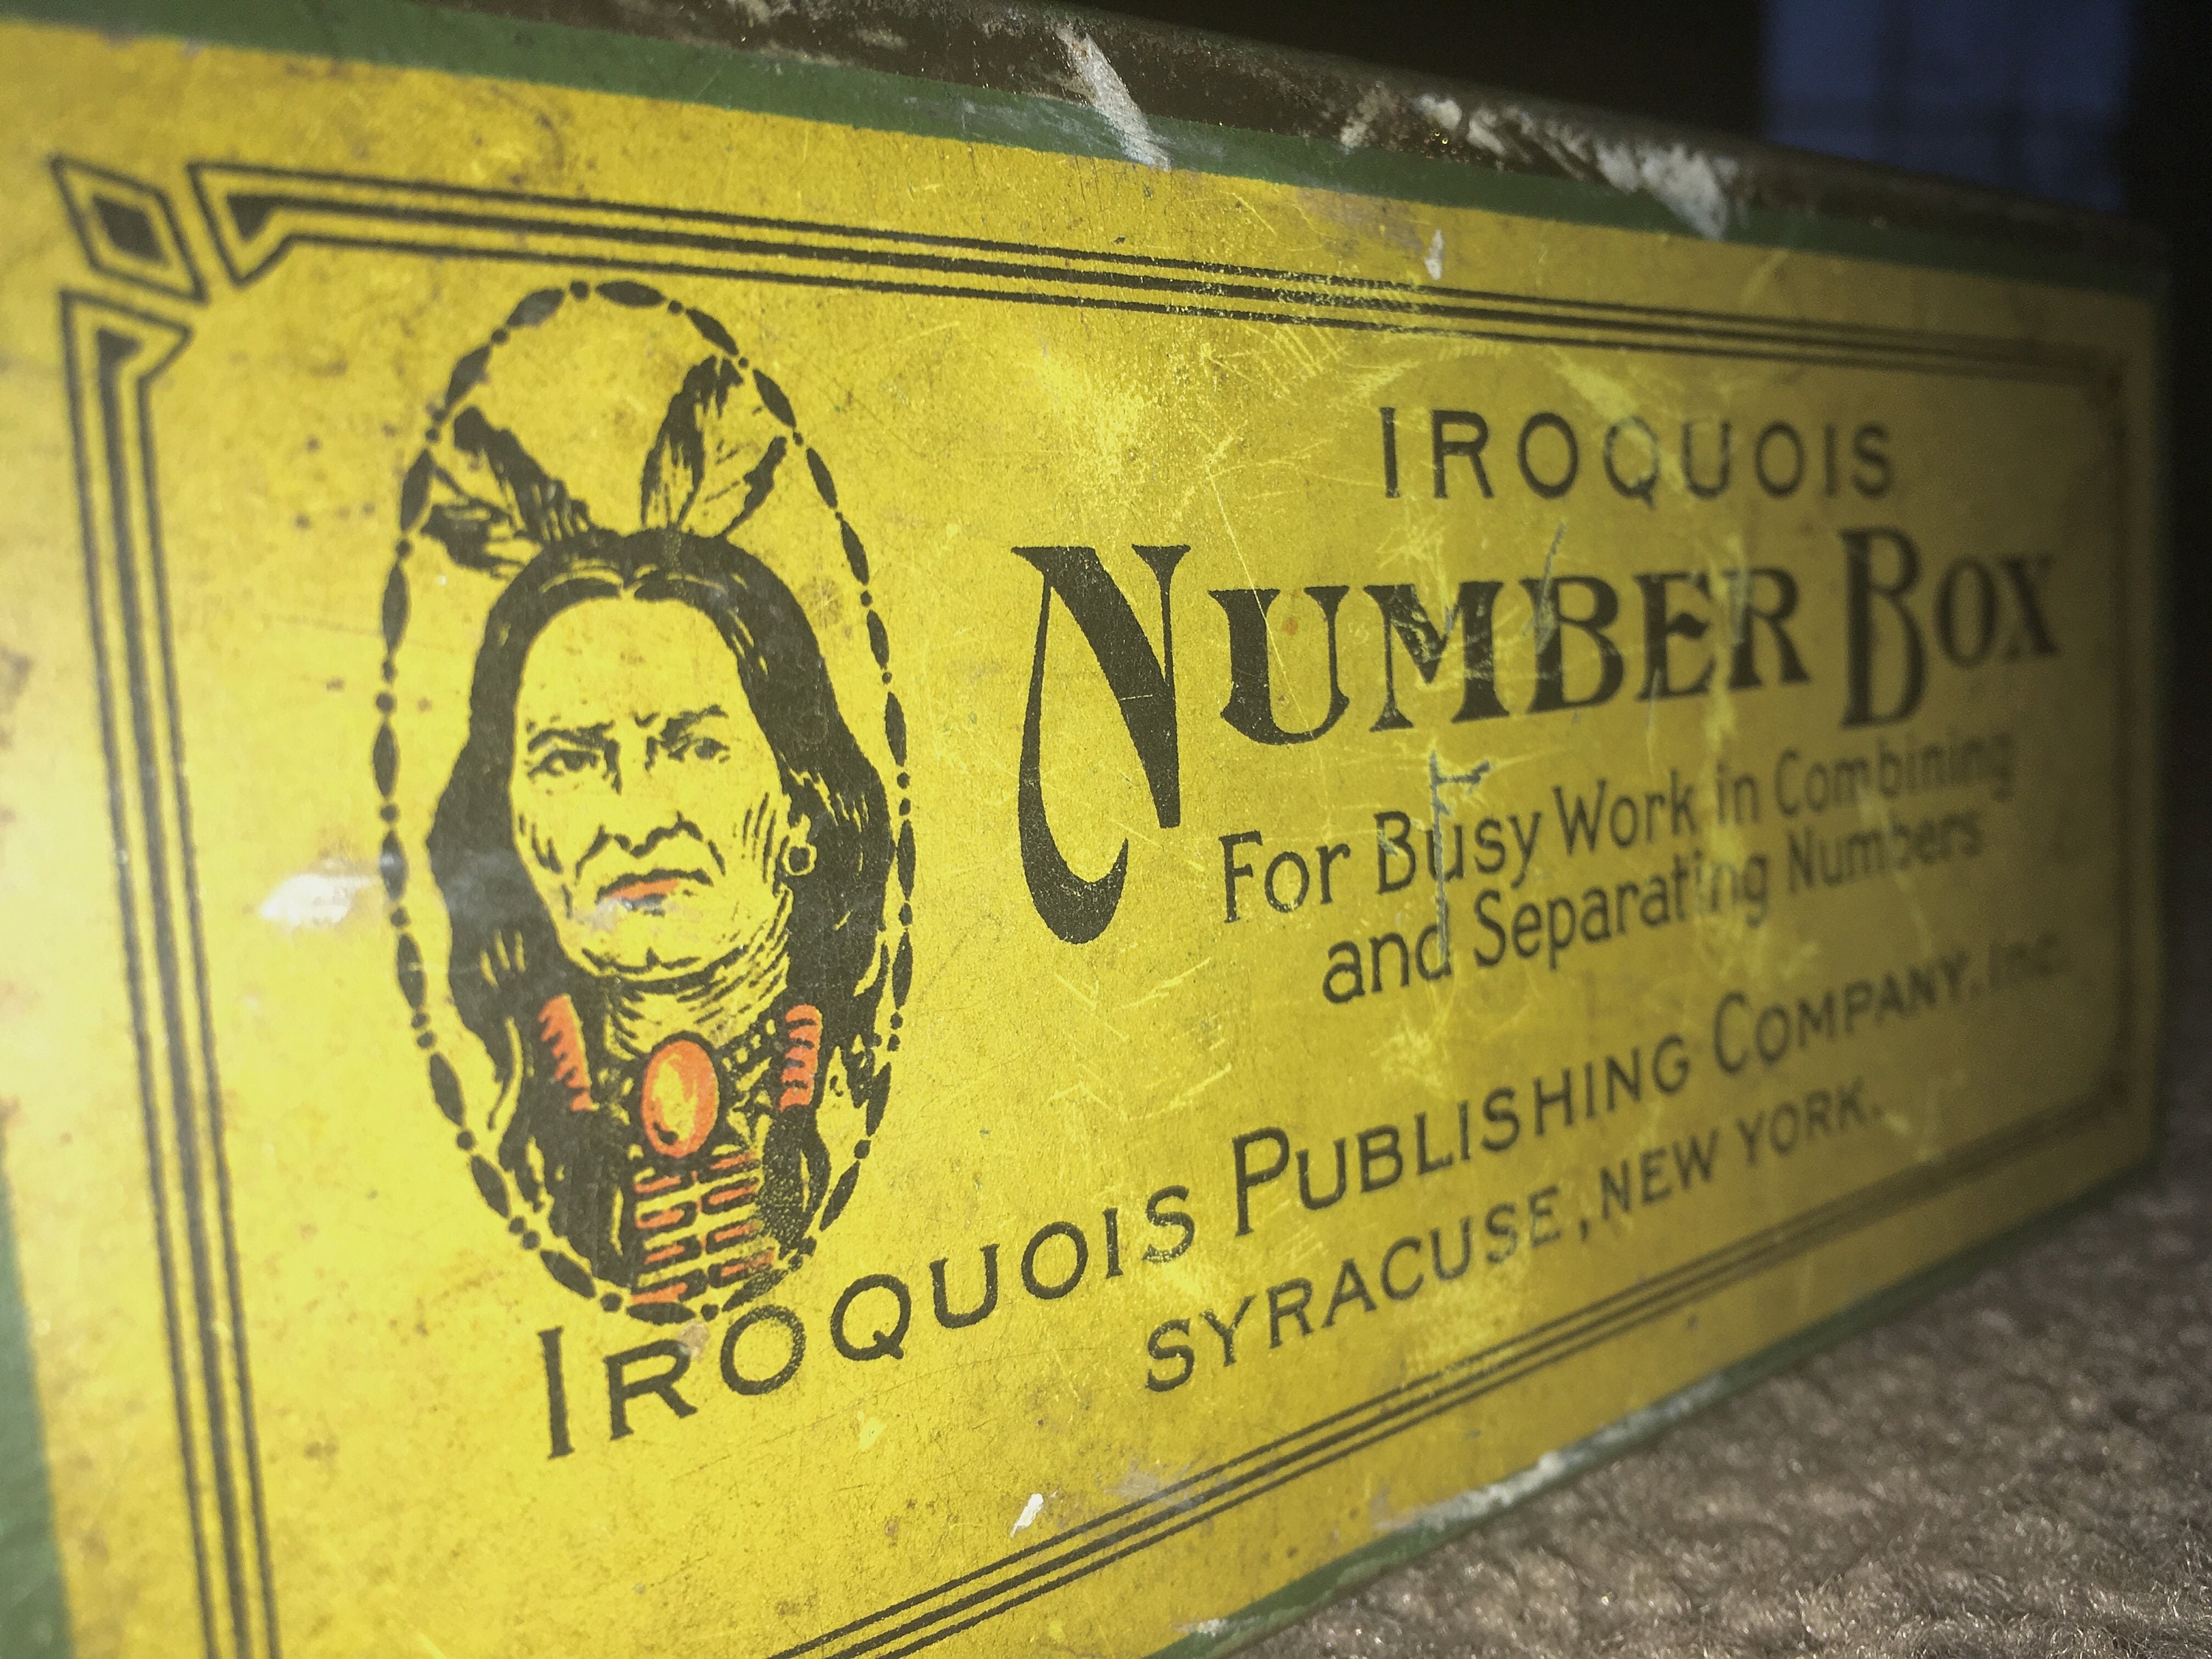 IROQUOIS
NUMBER BOX
For Busy Work in Combining
and Separating Numbers
IROQUOIS PUBLISHING COMPANY, Inc.
SYRACUSE, NEW YORK.